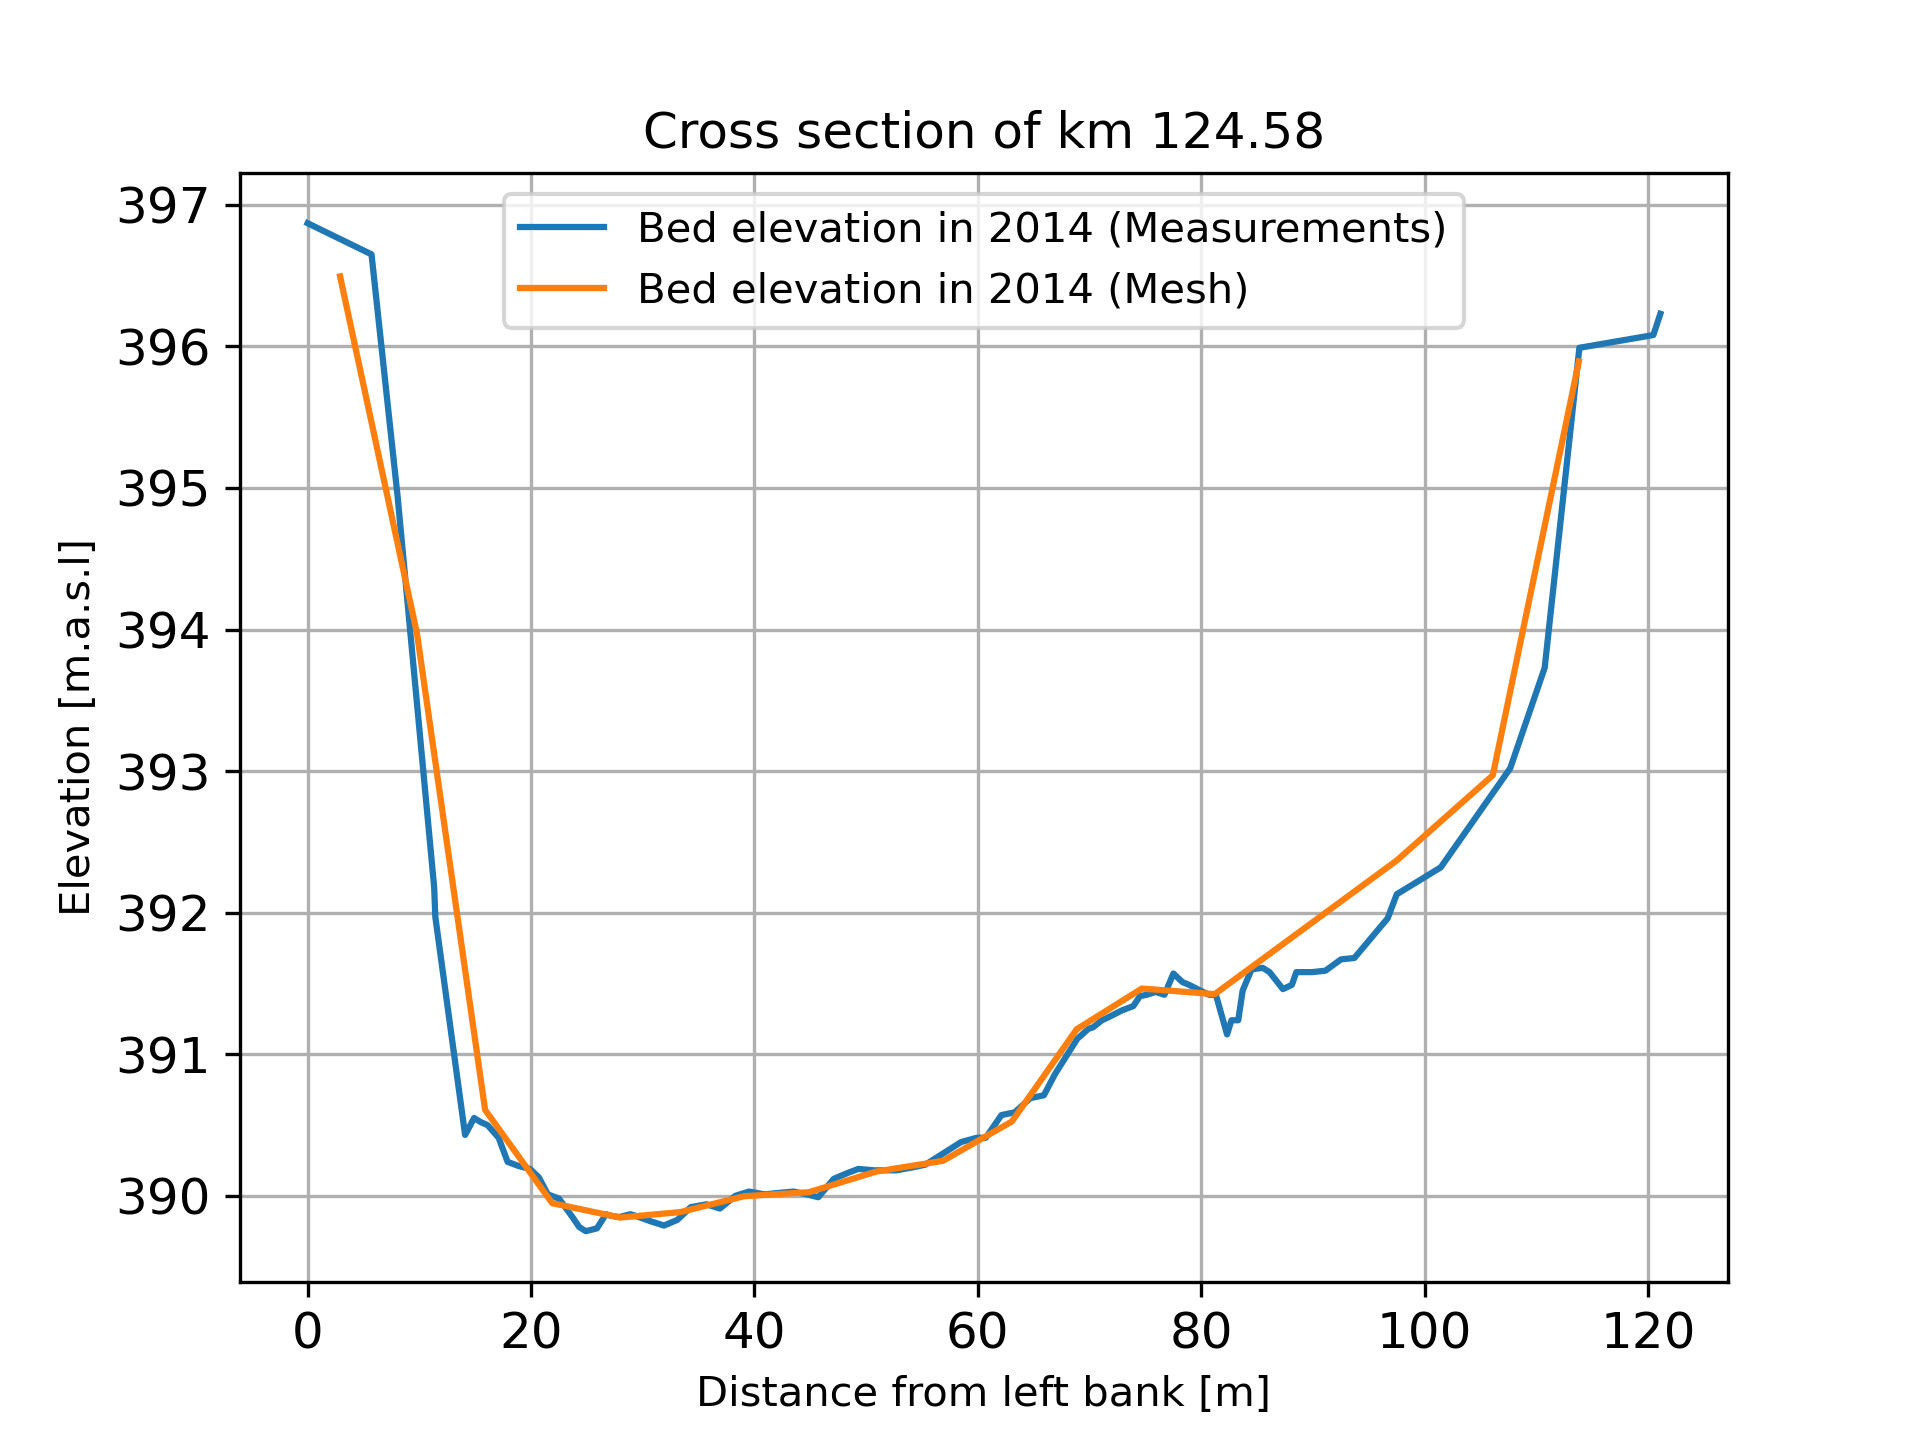 Cross section of km 124.58
Bed elevation in 2014 (Measurements)
Bed elevation in 2014 (Mesh)
397
396
395
394
393
392
391
390
Elevation [m.a.s.l]
0 20 40 60 80 100 120
Distance from left bank [m]